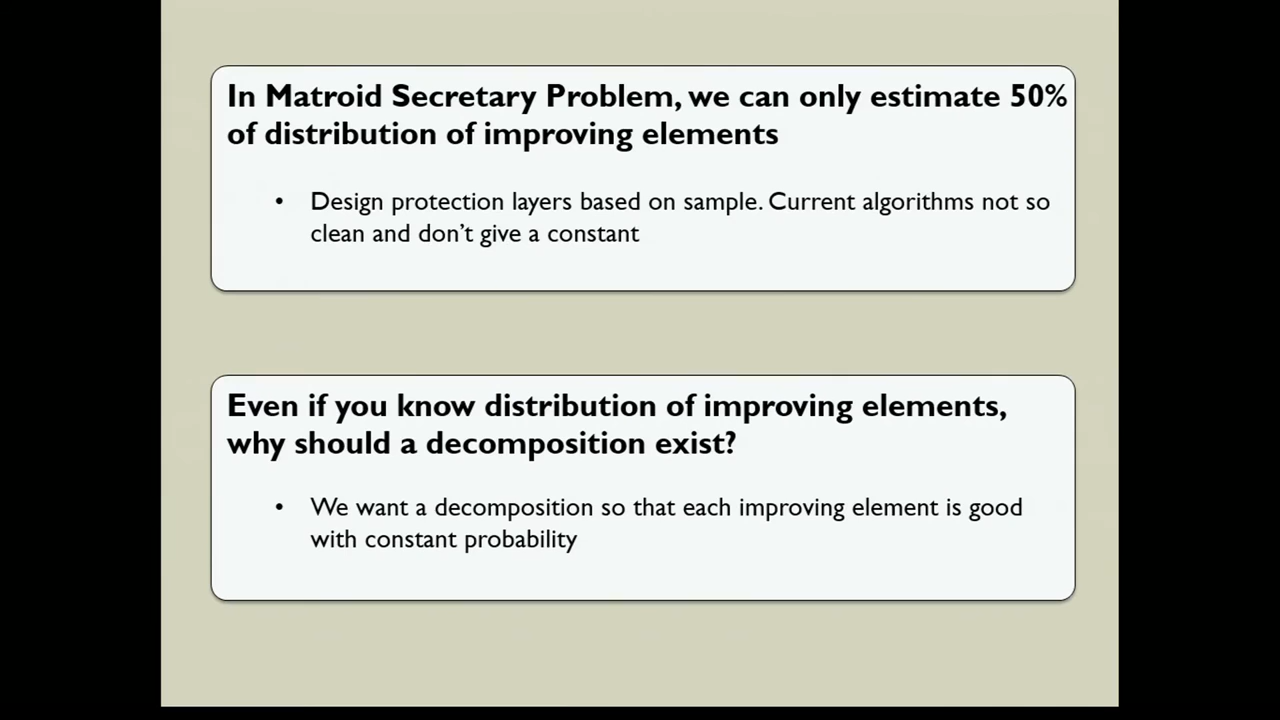 In Matroid Secretary Problem, we can only estimate 50%
of distribution of improving elements
• Design protection layers based on sample. Current algorithms not so
clean and don’t give a constant
Even if you know distribution of improving elements,
why should a decomposition exist?
• We want a decomposition so that each improving element is good
with constant probability